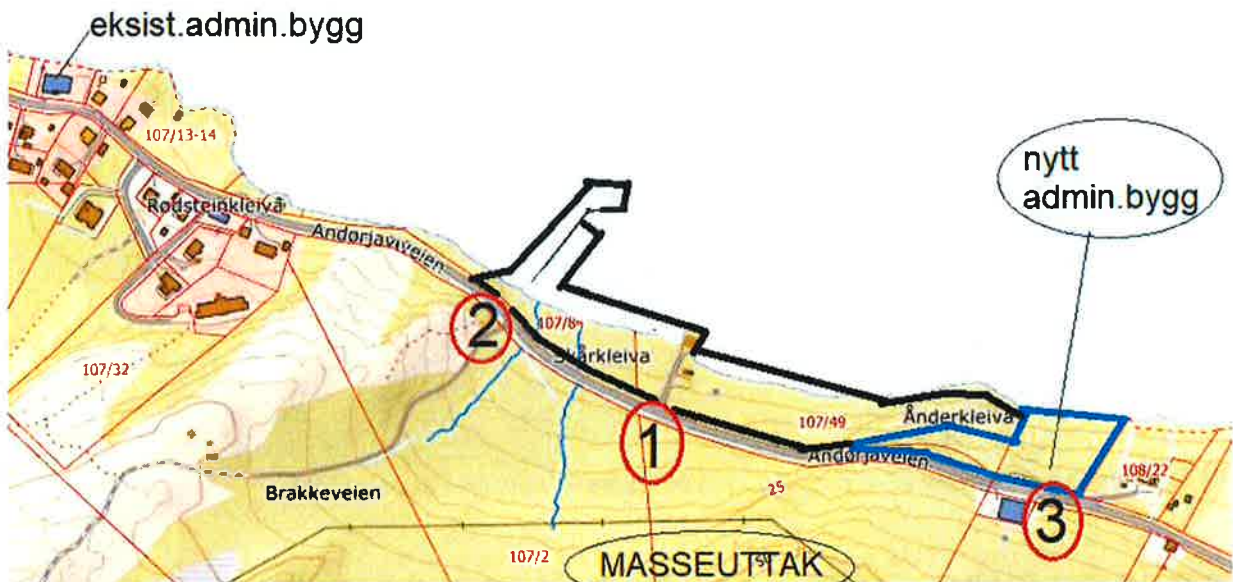 eksist.admin.bygg
107/13-14
nytt
admin.bygg
Rødsteinkleiva
Andørjaveien
2
107/8
Skårkleiva
107/32
1
107/49
Ånderkleiva
Andørjaveien
108/22
25
3
Brakkeveien
107/2
MASSEUTTAK